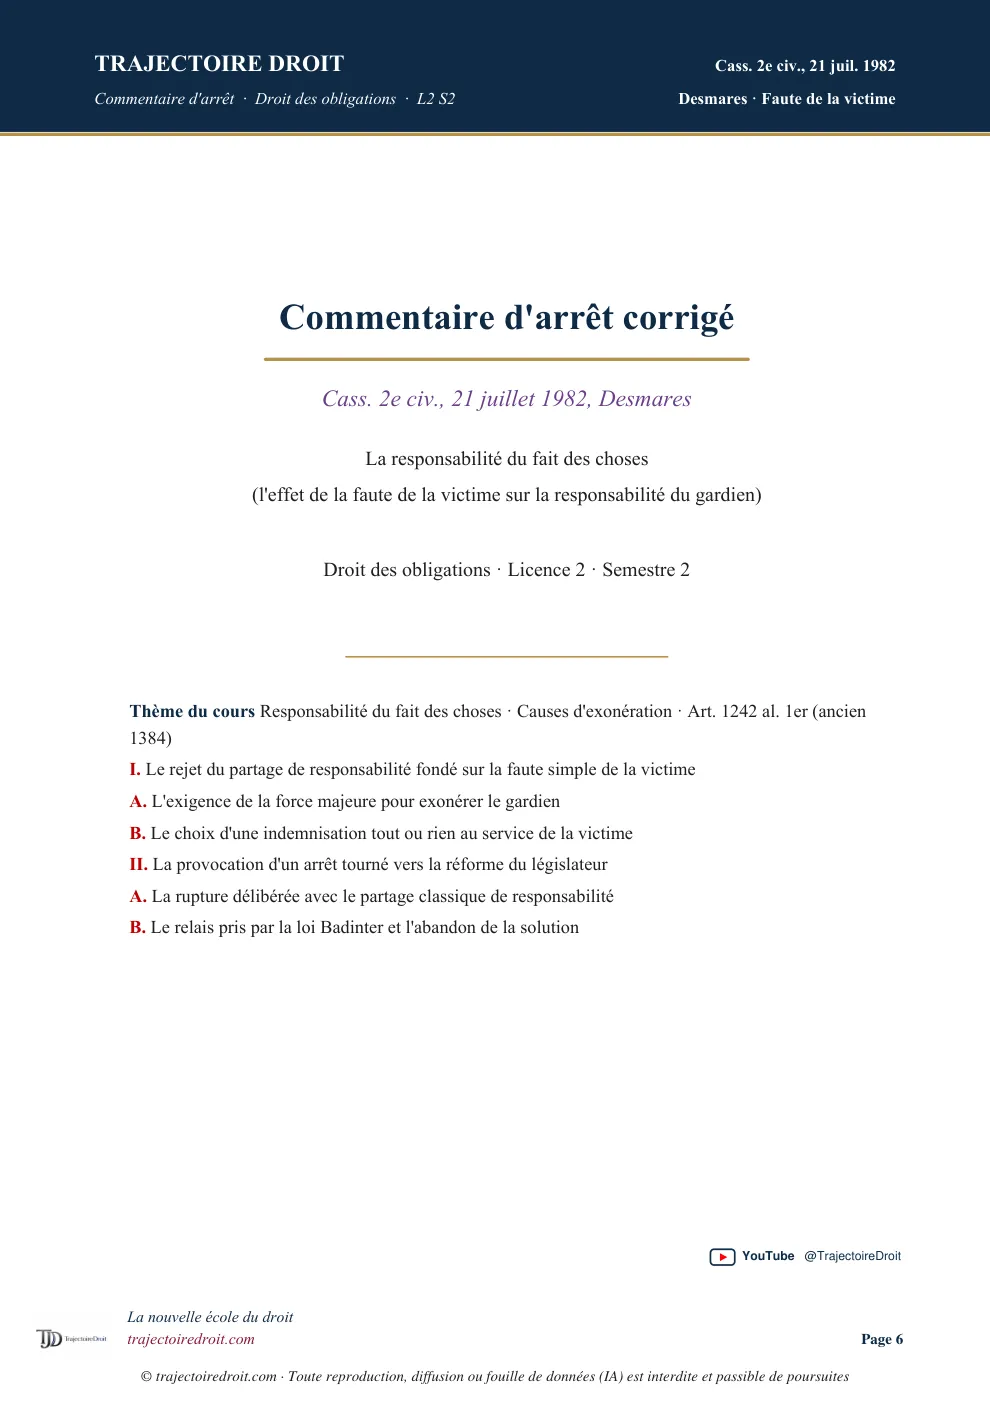 TRAJECTOIRE DROIT
Cass. 2e civ., 21 juil. 1982
Commentaire d'arrêt · Droit des obligations · L2 S2
Desmares · Faute de la victime
Commentaire d'arrêt corrigé
Cass. 2e civ., 21 juillet 1982, Desmares
La responsabilité du fait des choses
(l'effet de la faute de la victime sur la responsabilité du gardien)
Droit des obligations · Licence 2 · Semestre 2
Thème du cours Responsabilité du fait des choses · Causes d'exonération · Art. 1242 al. 1er (ancien
1384)
I. Le rejet du partage de responsabilité fondé sur la faute simple de la victime
A. L'exigence de la force majeure pour exonérer le gardien
B. Le choix d'une indemnisation tout ou rien au service de la victime
II. La provocation d'un arrêt tourné vers la réforme du législateur
A. La rupture délibérée avec le partage classique de responsabilité
B. Le relais pris par la loi Badinter et l'abandon de la solution
YouTube @TrajectoireDroit
La nouvelle école du droit
TJD TrajectoireDroit
trajectoiredroit.com
Page 6
© trajectoiredroit.com · Toute reproduction, diffusion ou fouille de données (IA) est interdite et passible de poursuites